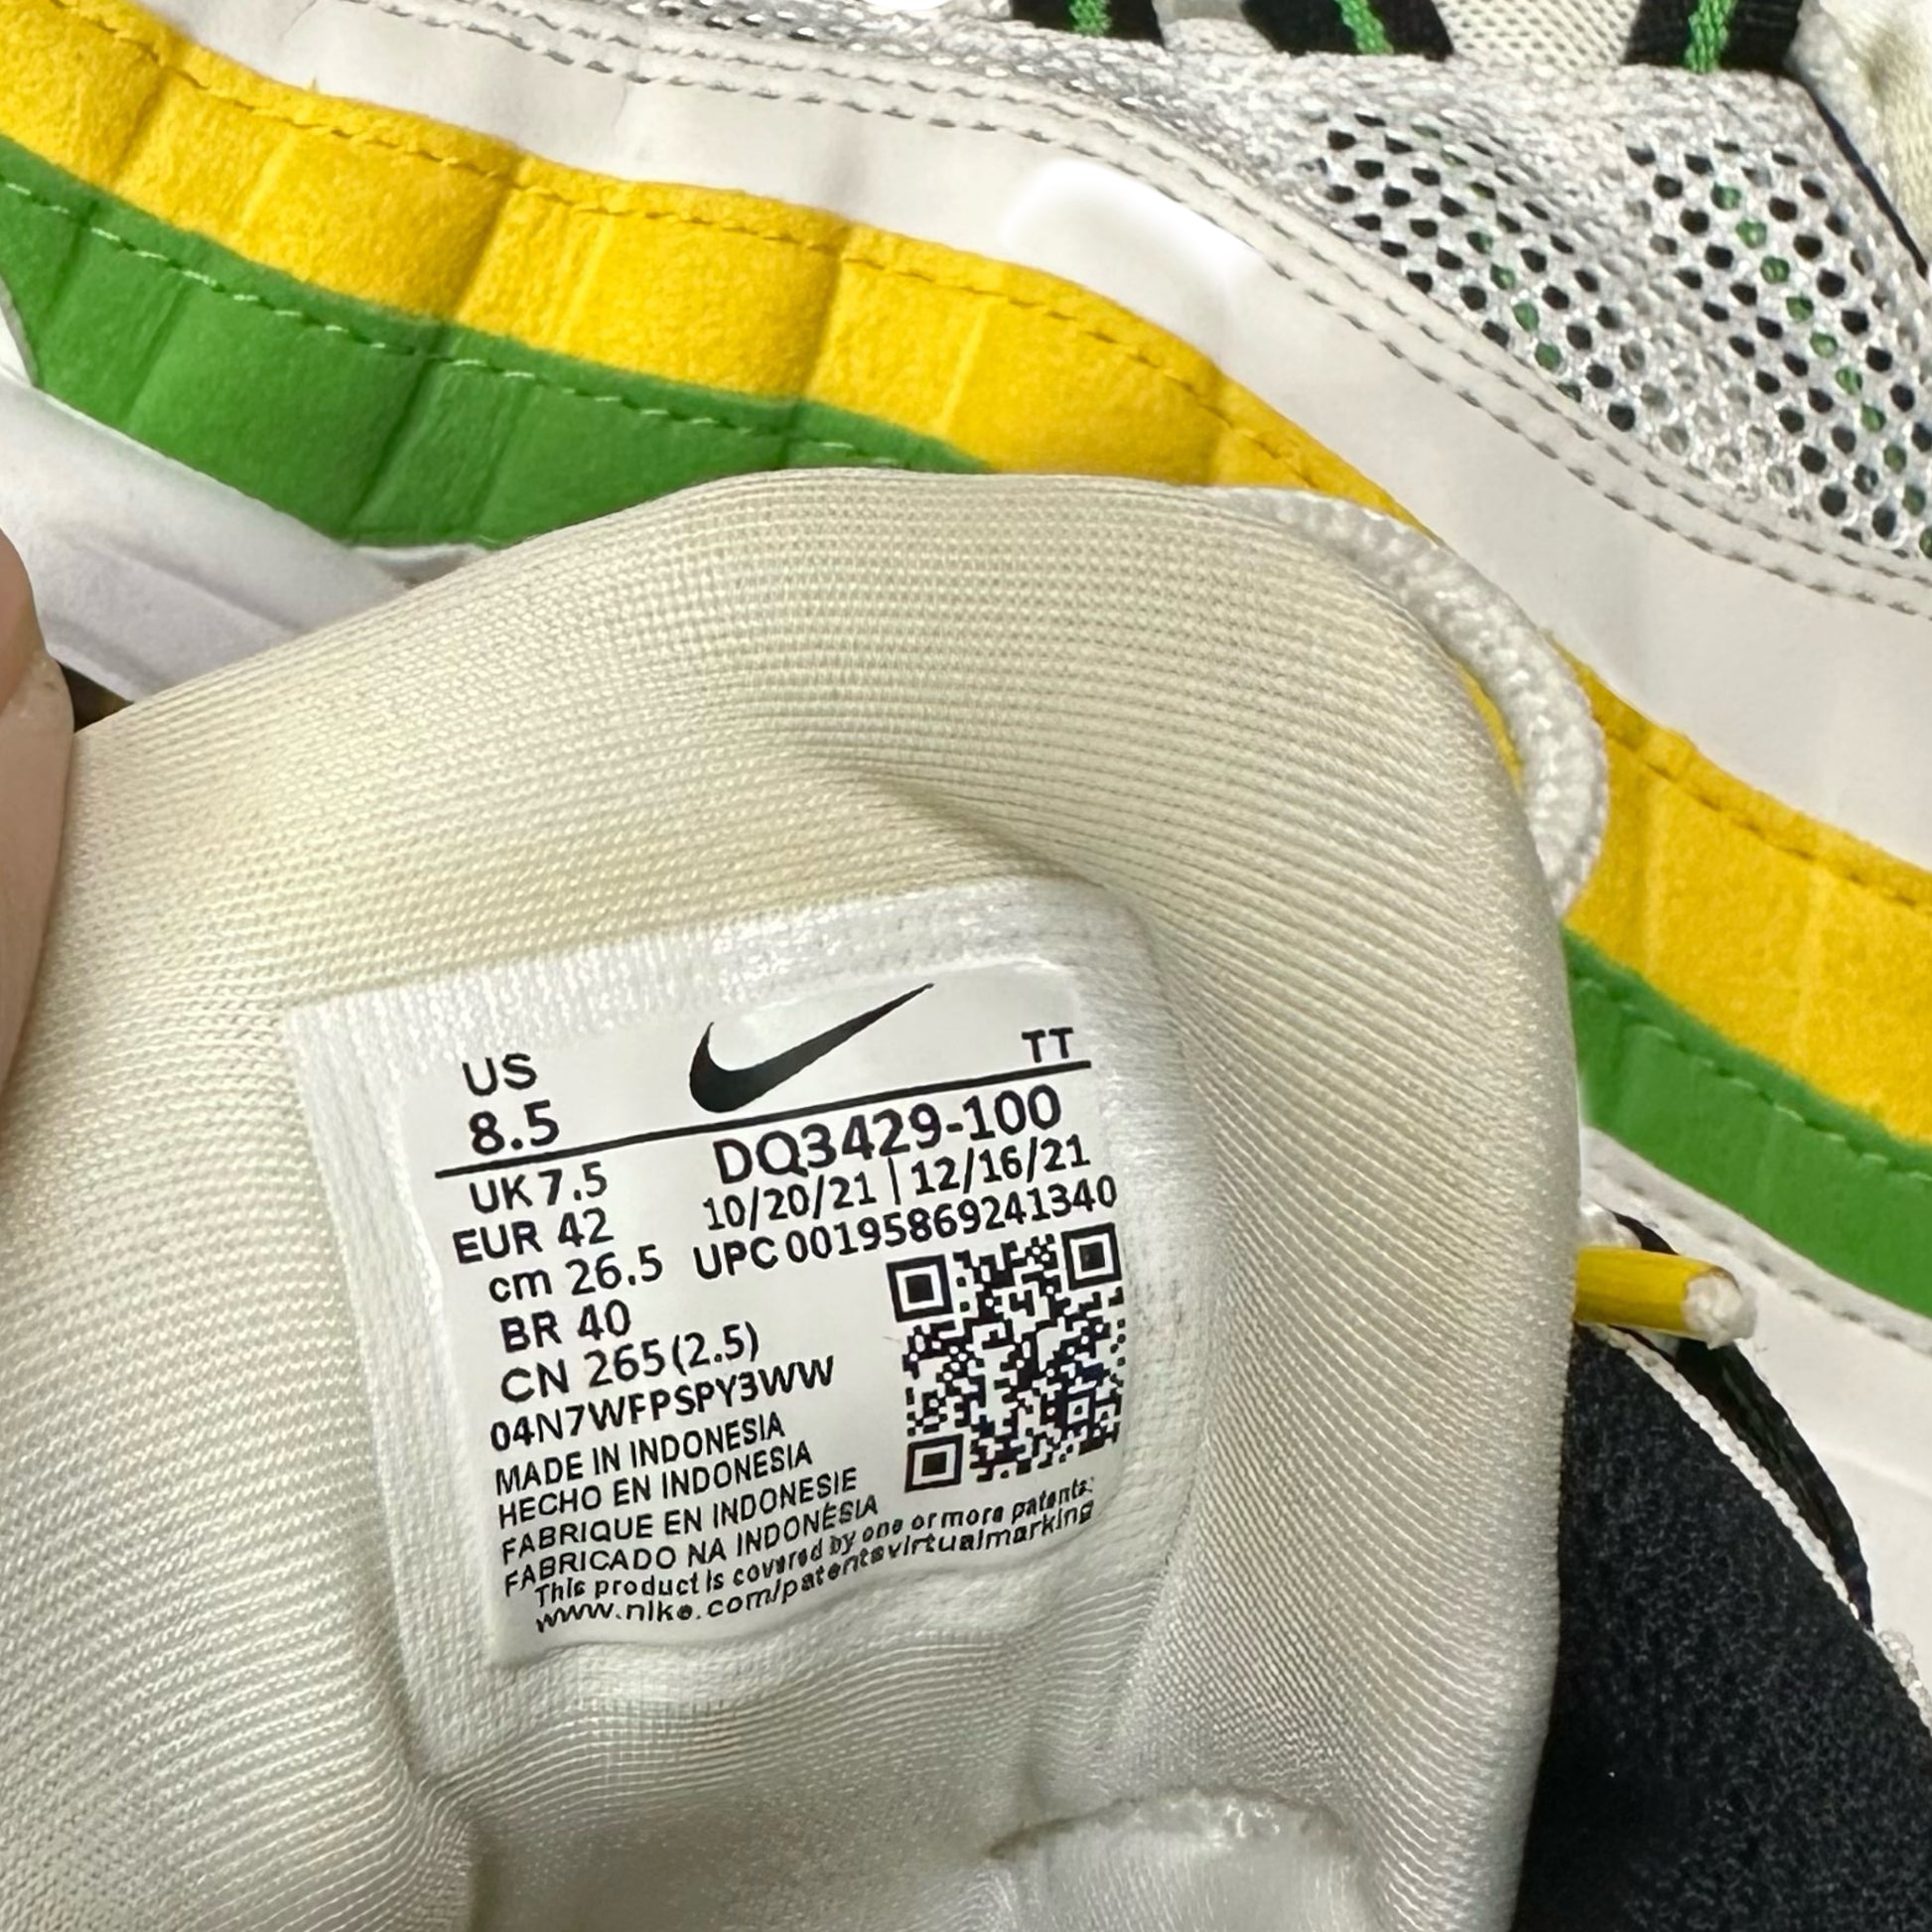 US
TT
8.5
DQ3429-100
UK 7.5
10/20/21 | 12/16/21
EUR 42
UPC 00195869241340
cm 26.5
BR 40
CN 265(2.5)
04N7WFPSPY3WW
MADE IN INDONESIA
HECHO EN INDONESIA
FABRIQUE EN INDONESIE
FABRICADO NA INDONÉSIA
This product is covered by one or more patents:
www.nike.com/patentsvirtualmarking